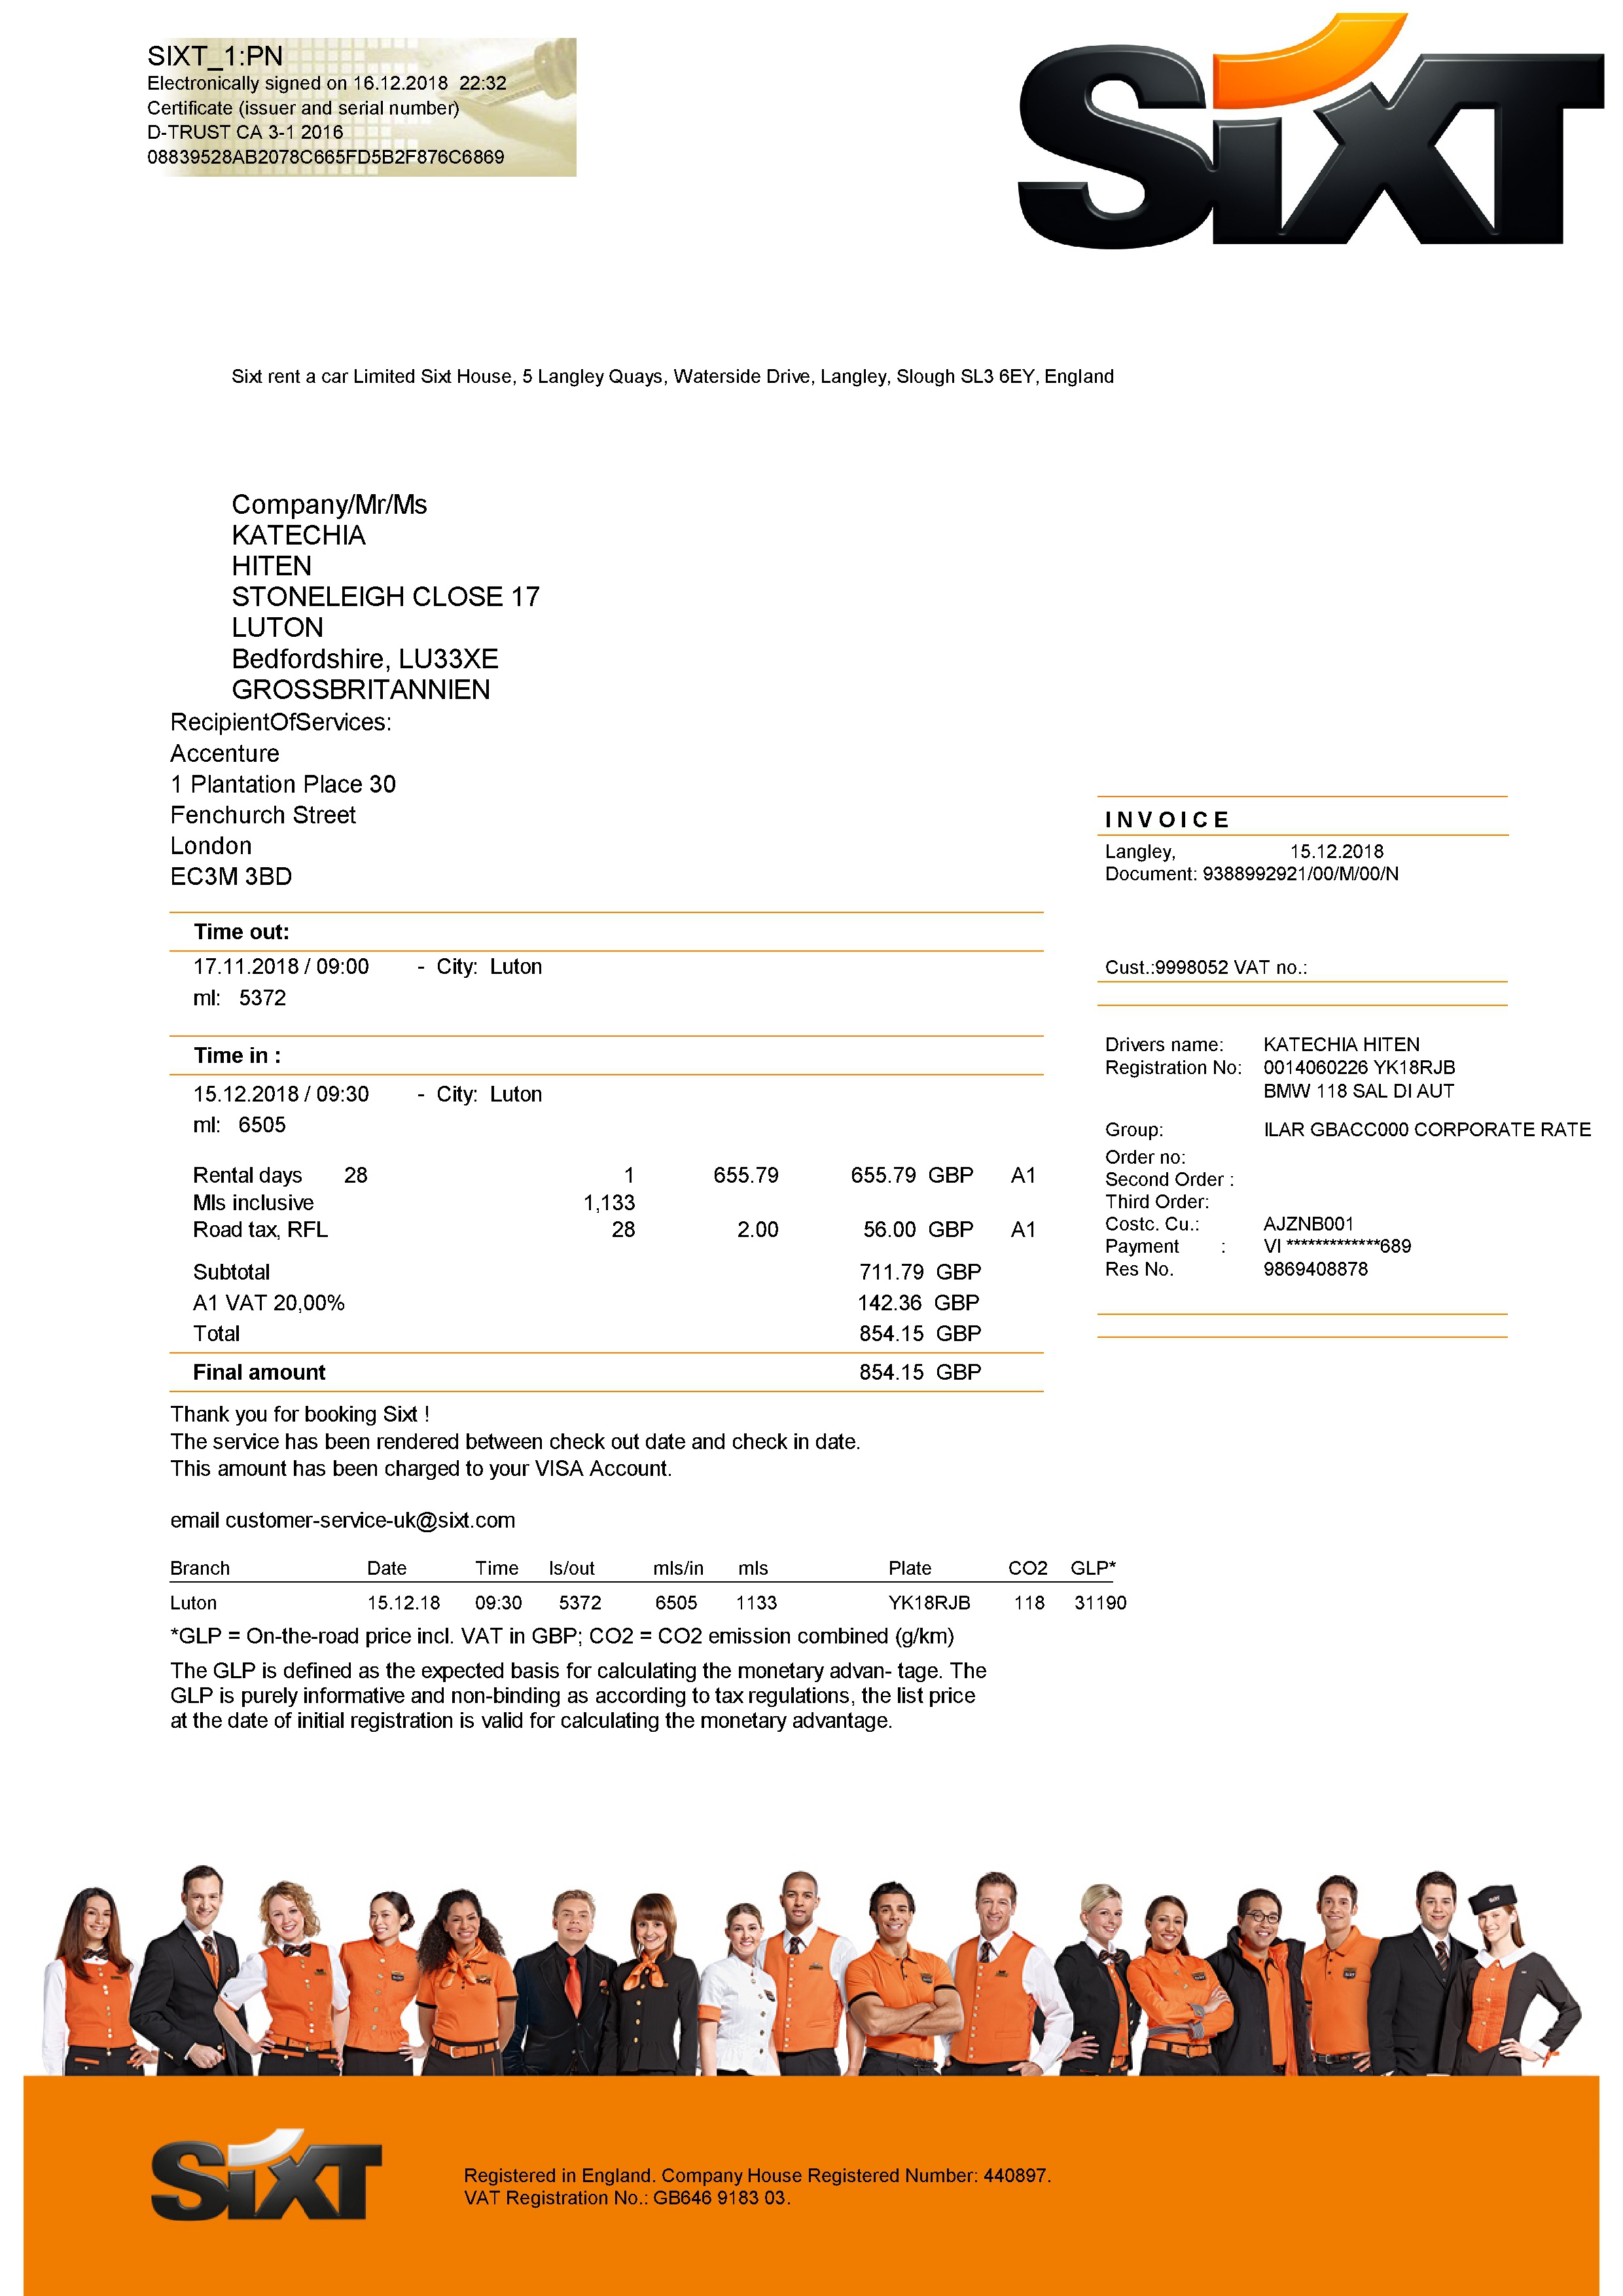 SIXT_1:PN
Electronically signed on 16.12.2018 22:32
Certificate (issuer and serial number)
D-TRUST CA 3-1 2016
08839528AB2078C665FD5B2F876C6869
SIXT
Sixt rent a car Limited Sixt House, 5 Langley Quays, Waterside Drive, Langley, Slough SL3 6EY, England
Company/Mr/Ms
KATECHIA
HITEN
STONELEIGH CLOSE 17
LUTON
Bedfordshire, LU33XE
GROSSBRITANNIEN
RecipientOfServices:
Accenture
1 Plantation Place 30
Fenchurch Street
London
EC3M 3BD
INVOICE
Langley, 15.12.2018
Document: 9388992921/00/M/00/N
Cust.:9998052 VAT no.:
Time out:
17.11.2018 / 09:00 - City: Luton
ml: 5372
Time in :
15.12.2018 / 09:30 - City: Luton
ml: 6505
Rental days 28 1 655.79 655.79 GBP A1
Mls inclusive 1,133
Road tax, RFL 28 2.00 56.00 GBP A1
Subtotal 711.79 GBP
A1 VAT 20,00% 142.36 GBP
Total 854.15 GBP
Final amount 854.15 GBP
Drivers name: KATECHIA HITEN
Registration No: 0014060226 YK18RJB
BMW 118 SAL DI AUT
Group: ILAR GBACC000 CORPORATE RATE
Order no:
Second Order :
Third Order:
Costc. Cu.: AJZNB001
Payment : VI *************689
Res No. 9869408878
Thank you for booking Sixt !
The service has been rendered between check out date and check in date.
This amount has been charged to your VISA Account.
email customer-service-uk@sixt.com
Branch Date Time ls/out mls/in mls Plate CO2 GLP*
Luton 15.12.18 09:30 5372 6505 1133 YK18RJB 118 31190
*GLP = On-the-road price incl. VAT in GBP; CO2 = CO2 emission combined (g/km)
The GLP is defined as the expected basis for calculating the monetary advan- tage. The
GLP is purely informative and non-binding as according to tax regulations, the list price
at the date of initial registration is valid for calculating the monetary advantage.
SIXT
Registered in England. Company House Registered Number: 440897.
VAT Registration No.: GB646 9183 03.